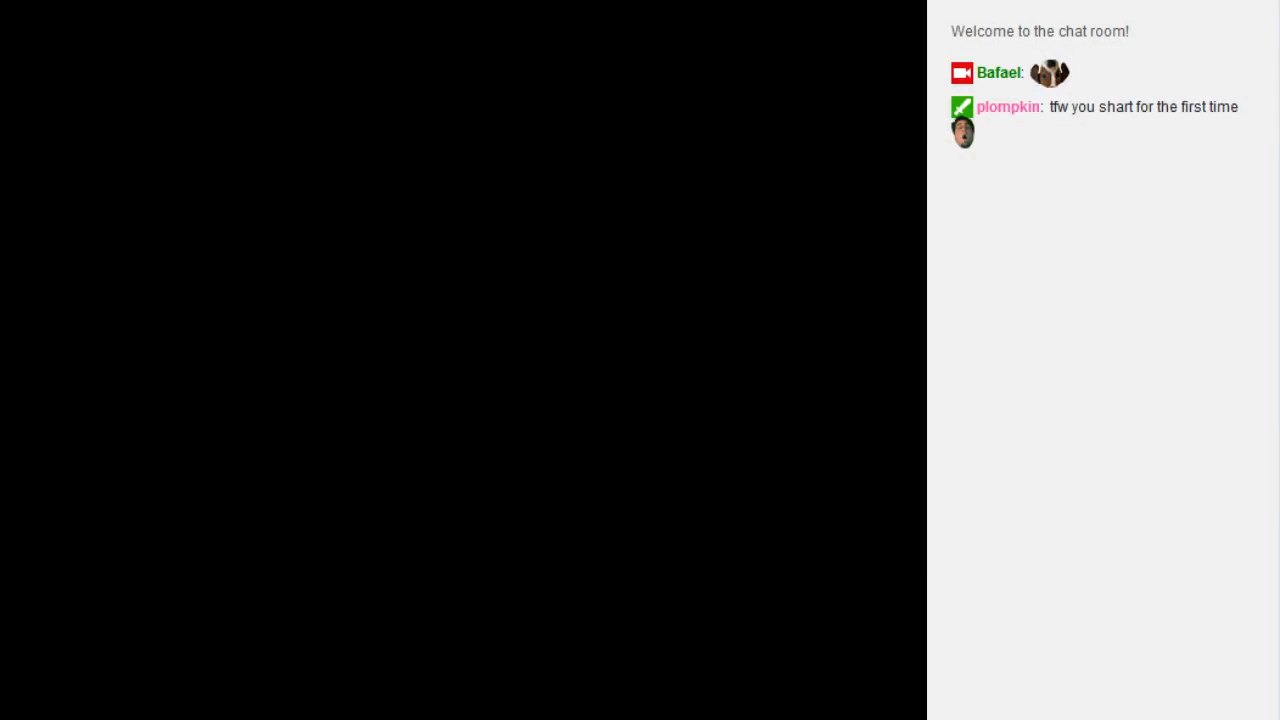 Welcome to the chat room!
Bafael:
plompkin: tfw you shart for the first time